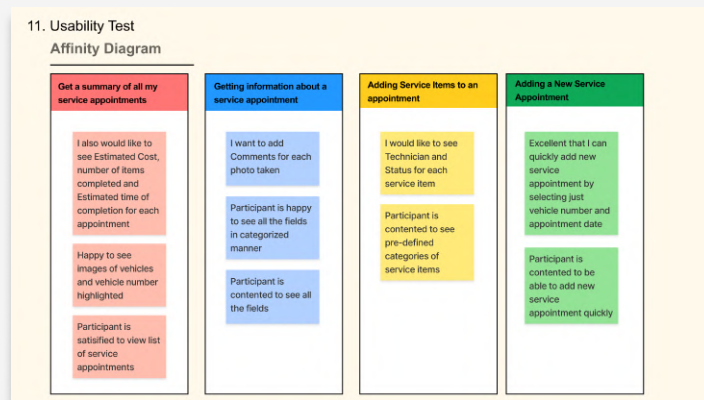 11. Usability Test
Affinity Diagram
Get a summary of all my
service appointments
I also would like to
see Estimated Cost,
number of items
completed and
Estimated time of
completion for each
appointment
Happy to see
images of vehicles
and vehicle number
highlighted
Participant is
satisified to view list
of service
appointments
Getting information about a
service appointment
I want to add
Comments for each
photo taken
Participant is happy
to see all the fields
in categorized
manner
Participant is
contented to see all
the fields
Adding Service Items to an
appointment
I would like to see
Technician and
Status for each
service item
Participant is
contented to see
pre-defined
categories of
service items
Adding a New Service
Appointment
Excellent that I can
quickly add new
service
appointment by
selecting just
vehicle number and
appointment date
Participant is
contented to be
able to add new
service
appointment quickly